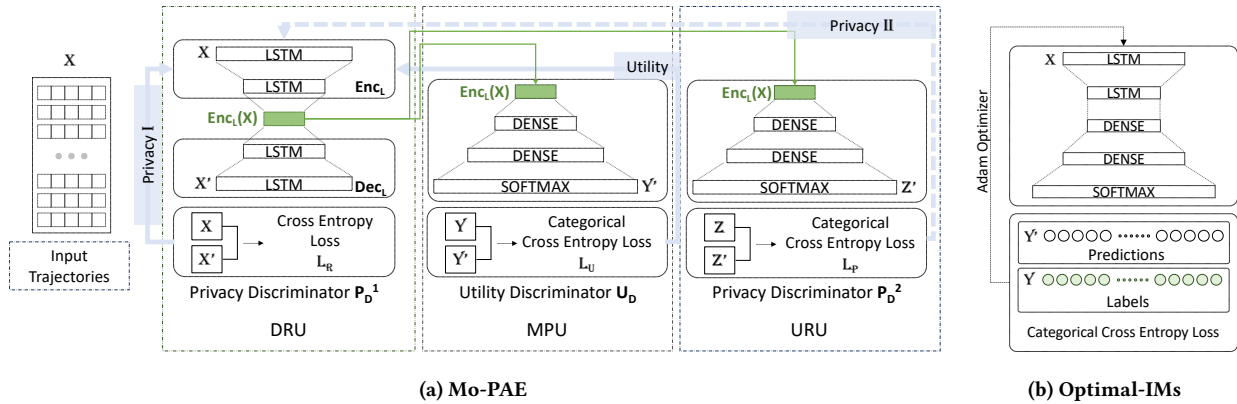 X
Input
Trajectories
Privacy I
X
LSTM
LSTM
Enc_L
Enc_L(X)
LSTM
X'
LSTM
Dec_L
X
X'
Cross Entropy
Loss
L_R
Privacy Discriminator P_D^1
DRU
Utility
Enc_L(X)
DENSE
DENSE
SOFTMAX
Y'
Y
Y'
Categorical
Cross Entropy Loss
L_U
Utility Discriminator U_D
MPU
Privacy II
Enc_L(X)
DENSE
DENSE
SOFTMAX
Z'
Z
Z'
Categorical
Cross Entropy Loss
L_P
Privacy Discriminator P_D^2
URU
(a) Mo-PAE
Adam Optimizer
X
LSTM
LSTM
DENSE
DENSE
SOFTMAX
Y'
Predictions
Y
Labels
Categorical Cross Entropy Loss
(b) Optimal-IMs